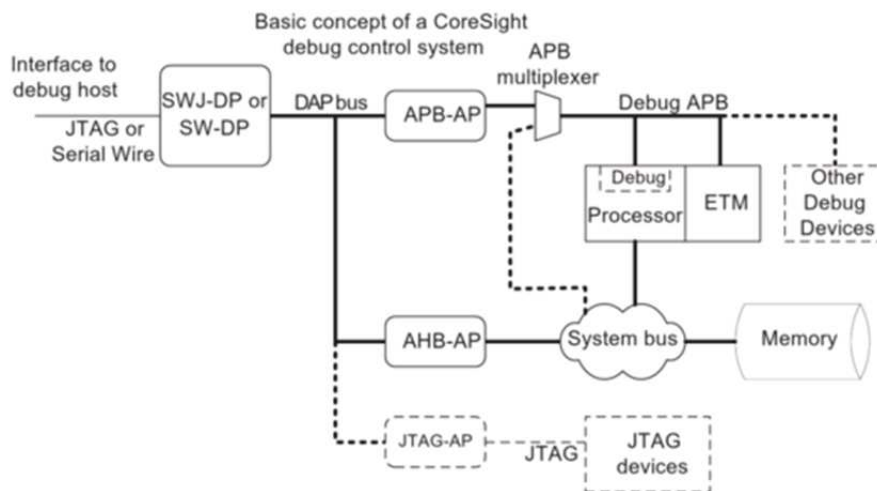 Basic concept of a CoreSight
debug control system
Interface to
debug host
JTAG or
Serial Wire
SWJ-DP or
SW-DP
DAP bus
APB-AP
APB
multiplexer
Debug APB
Debug
Processor
ETM
Other
Debug
Devices
AHB-AP
System bus
Memory
JTAG-AP
JTAG
JTAG
devices